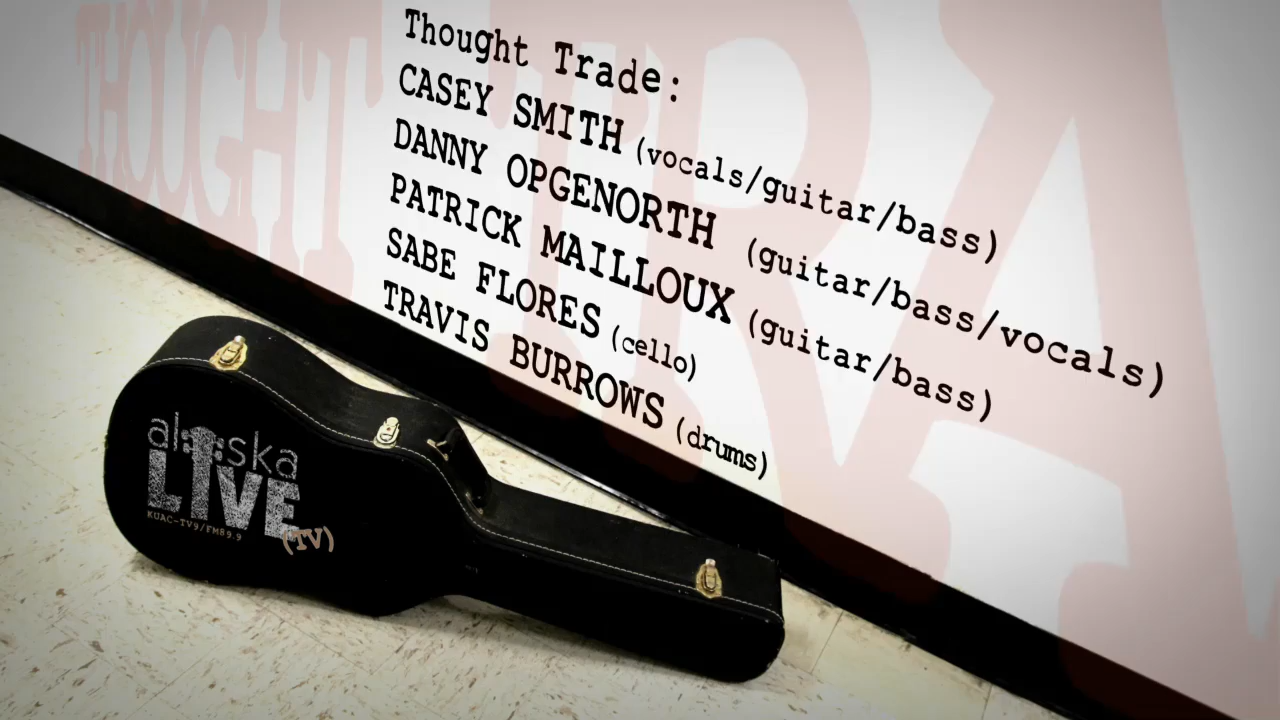 Thought Trade:
CASEY SMITH (vocals/guitar/bass)
DANNY OPGENORTH (guitar/bass/vocals)
PATRICK MAILLOUX (guitar/bass)
SABE FLORES (cello)
TRAVIS BURROWS (drums)
THOUGHT TRA
alaska
LIVE
KUAC-TV9/FM89.9
(TV)